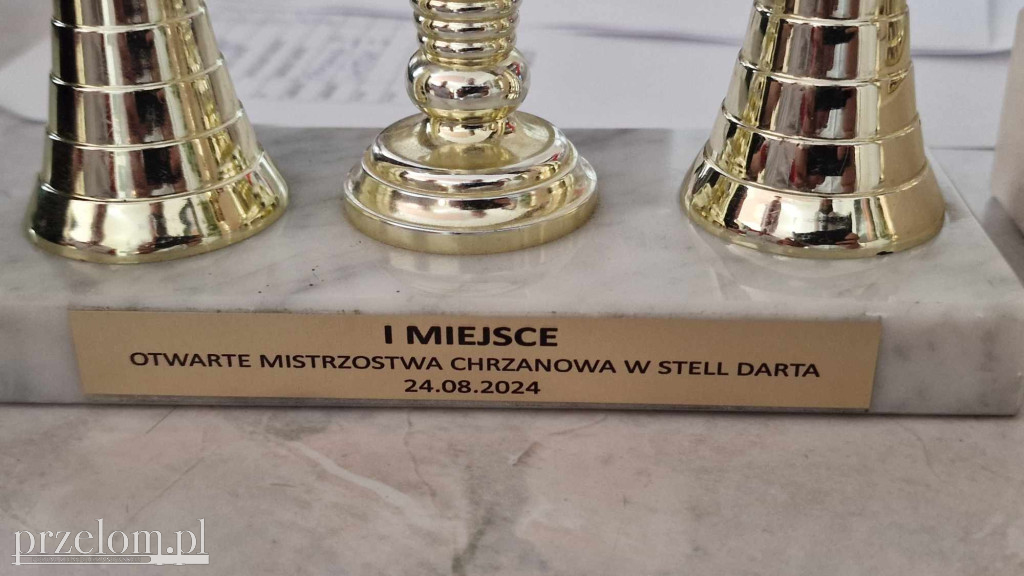 I MIEJSCE
OTWARTE MISTRZOSTWA CHRZANOWA W STELL DARTA
24.08.2024
przelom.pl